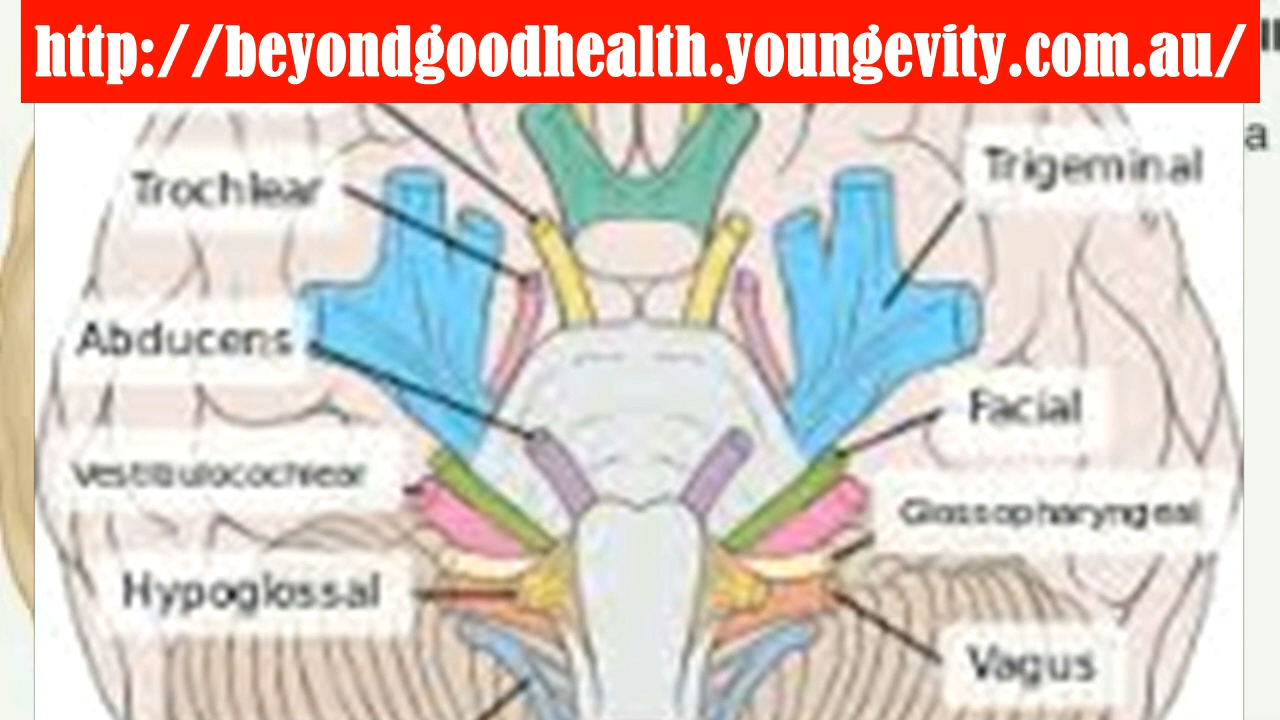 http://beyondgoodhealth.youngevity.com.au/
a
Trochlear
Trigeminal
Abducens
Facial
Vestibulocochlear
Glossopharyngeal
Hypoglossal
Vagus